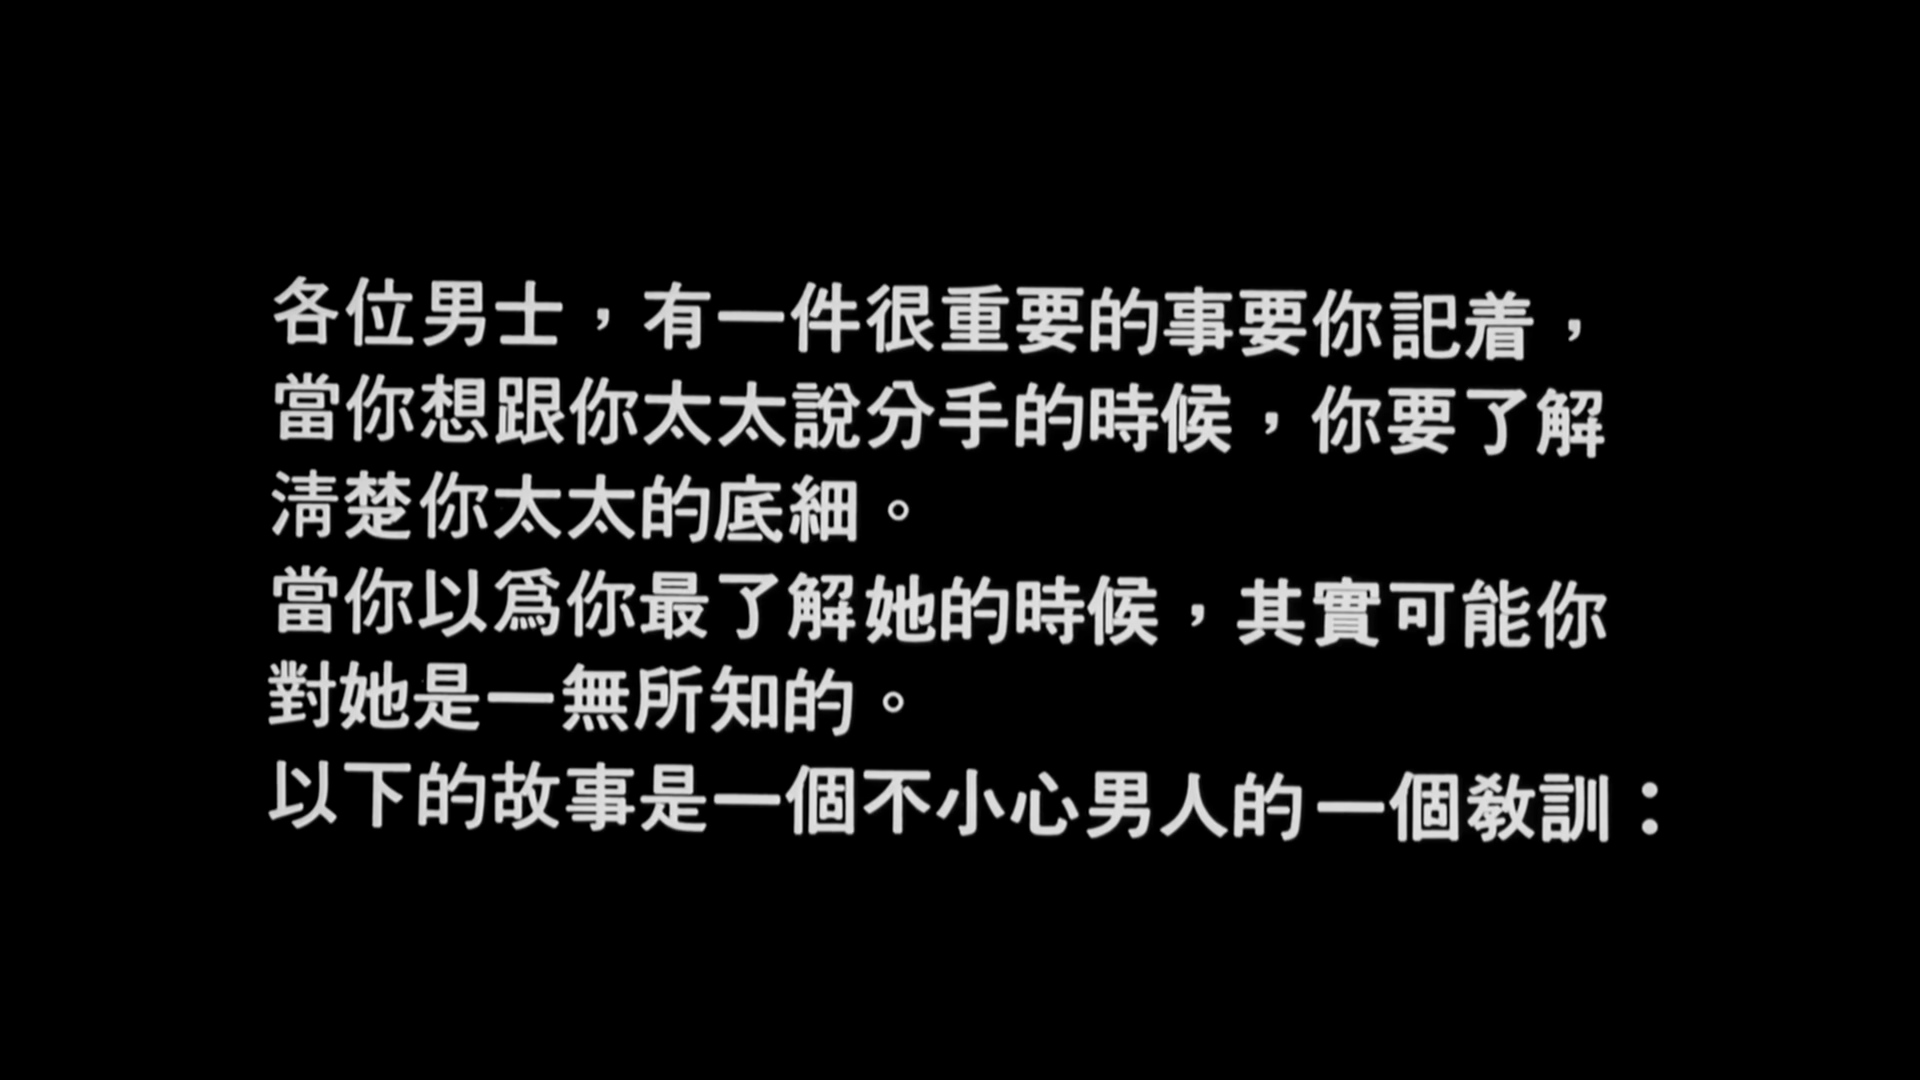 各位男士，有一件很重要的事要你記着，
當你想跟你太太說分手的時候，你要了解
清楚你太太的底細。
當你以爲你最了解她的時候，其實可能你
對她是一無所知的。
以下的故事是一個不小心男人的一個教訓：